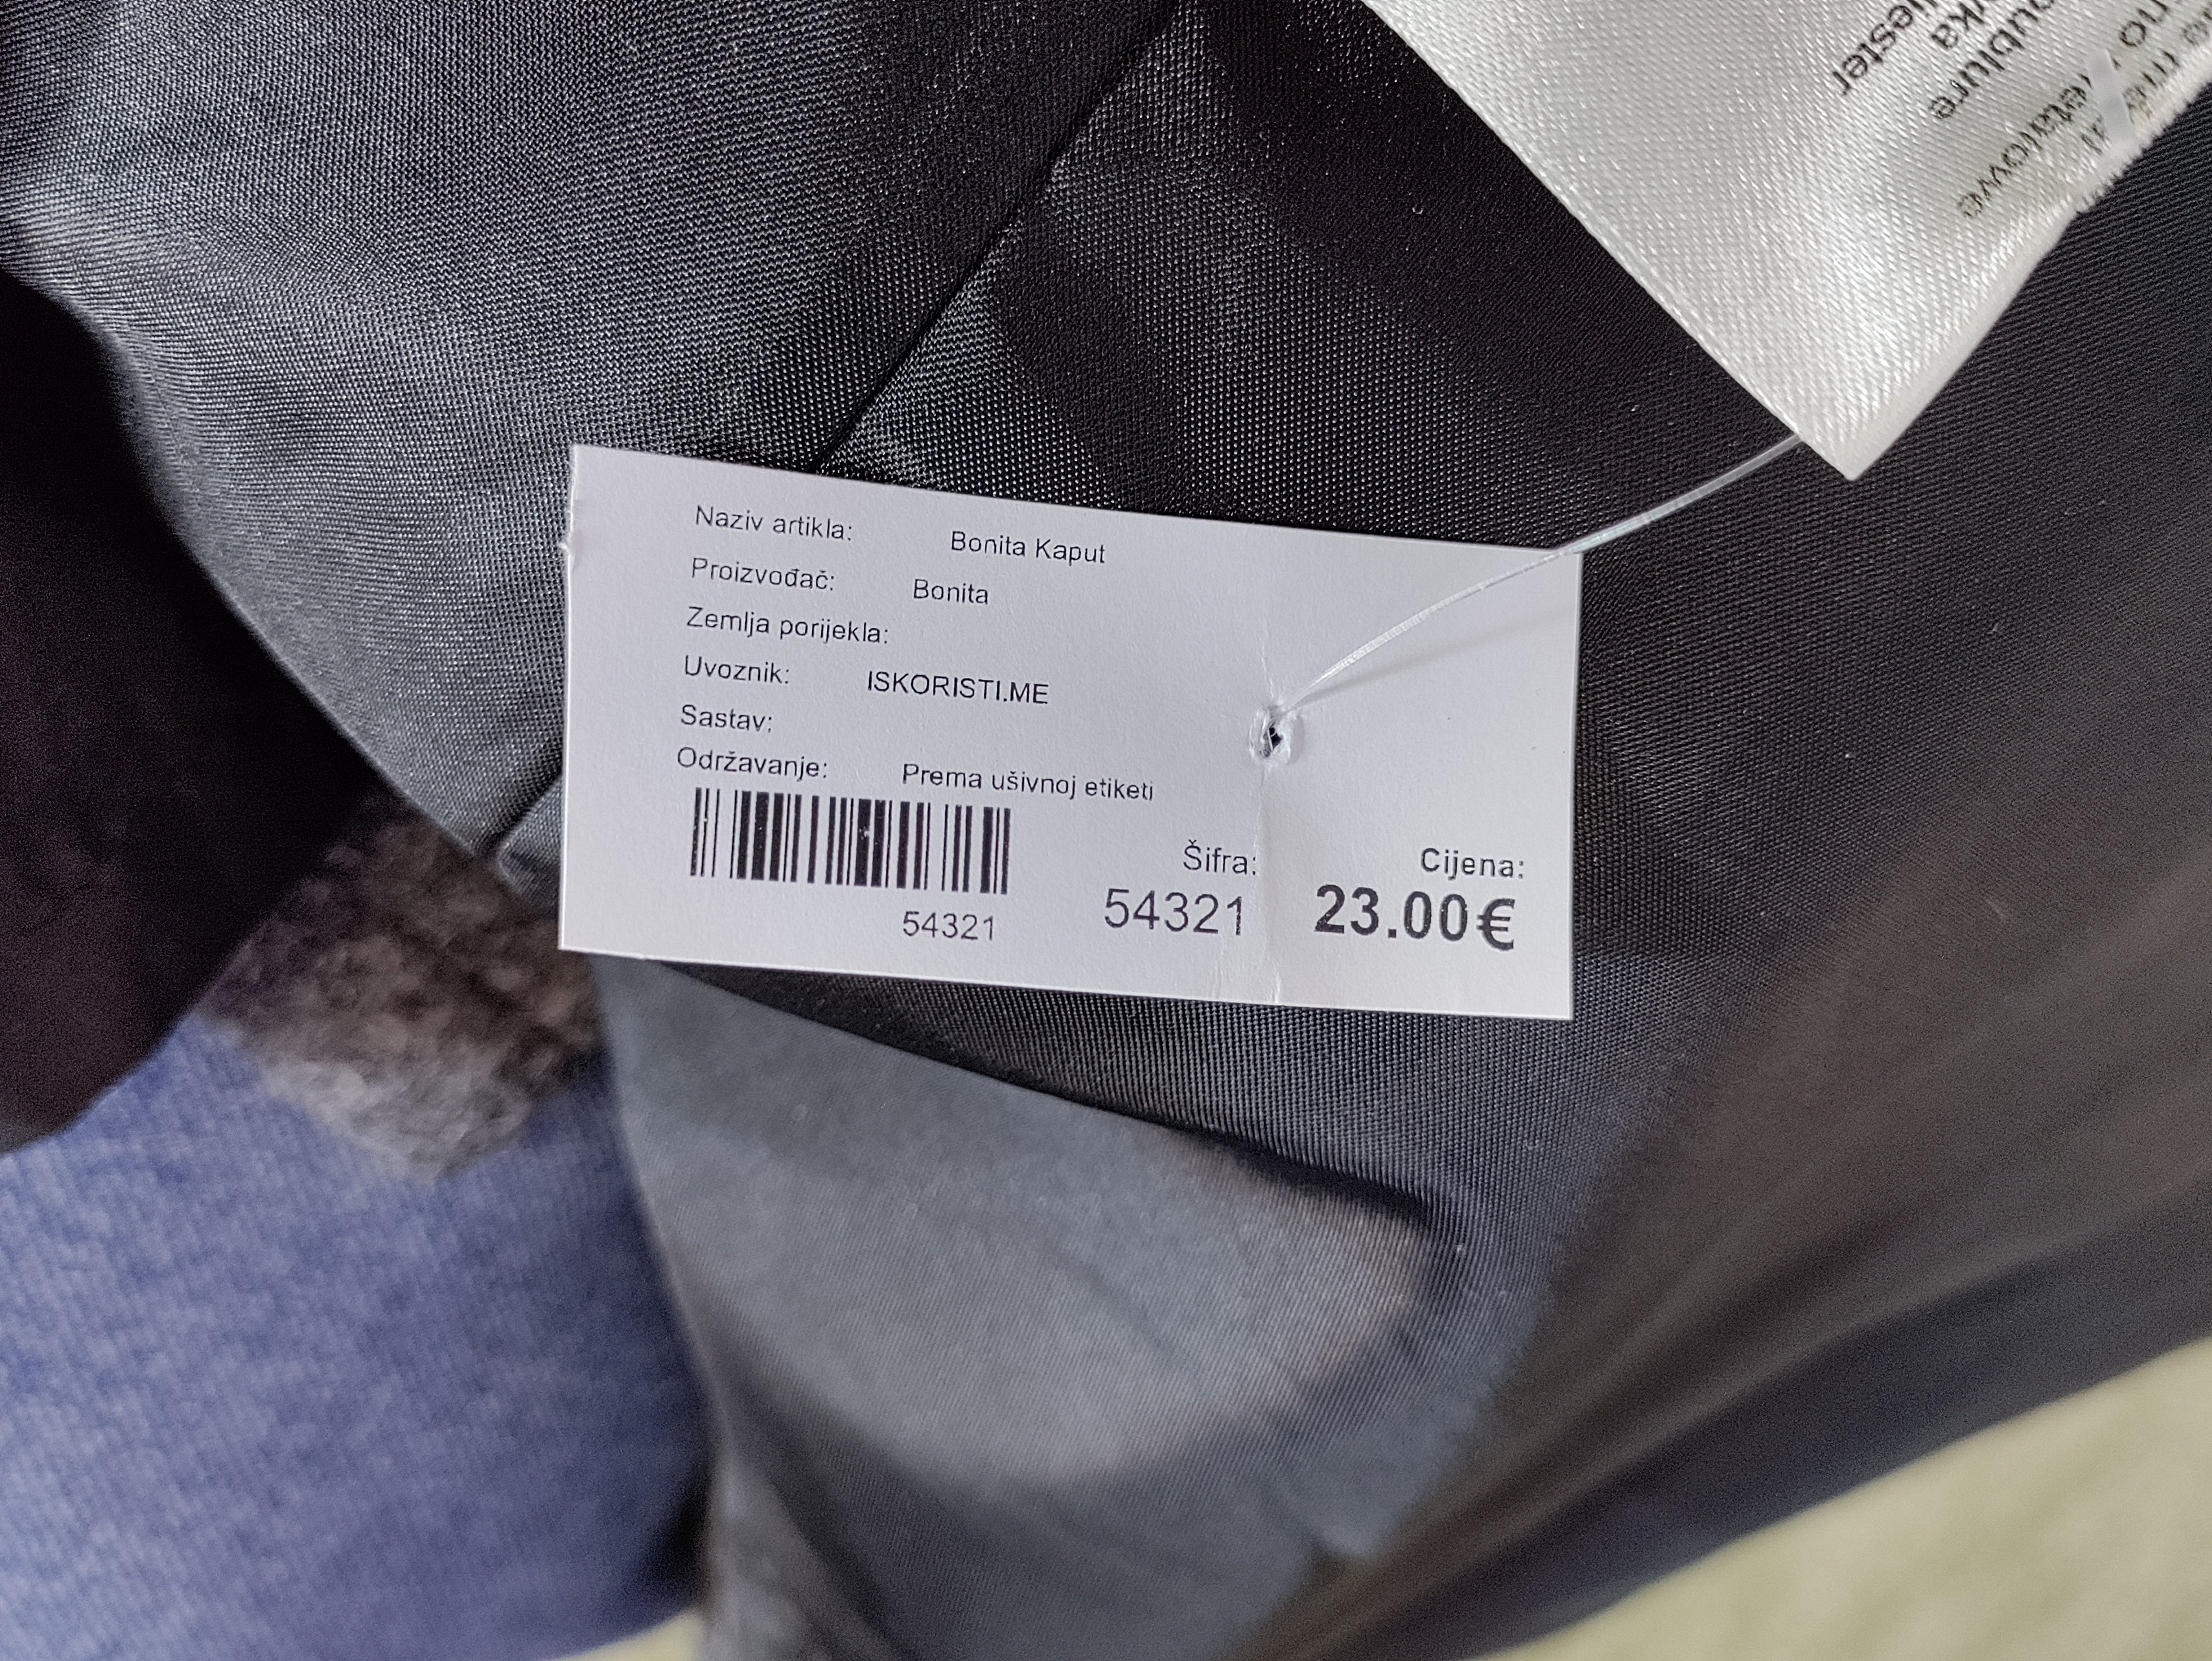 Naziv artikla: Bonita Kaput
Proizvođač: Bonita
Zemlja porijekla:
Uvoznik: ISKORISTI.ME
Sastav:
Održavanje: Prema ušivnoj etiketi
54321
Šifra:
54321
Cijena:
23.00€
oublure